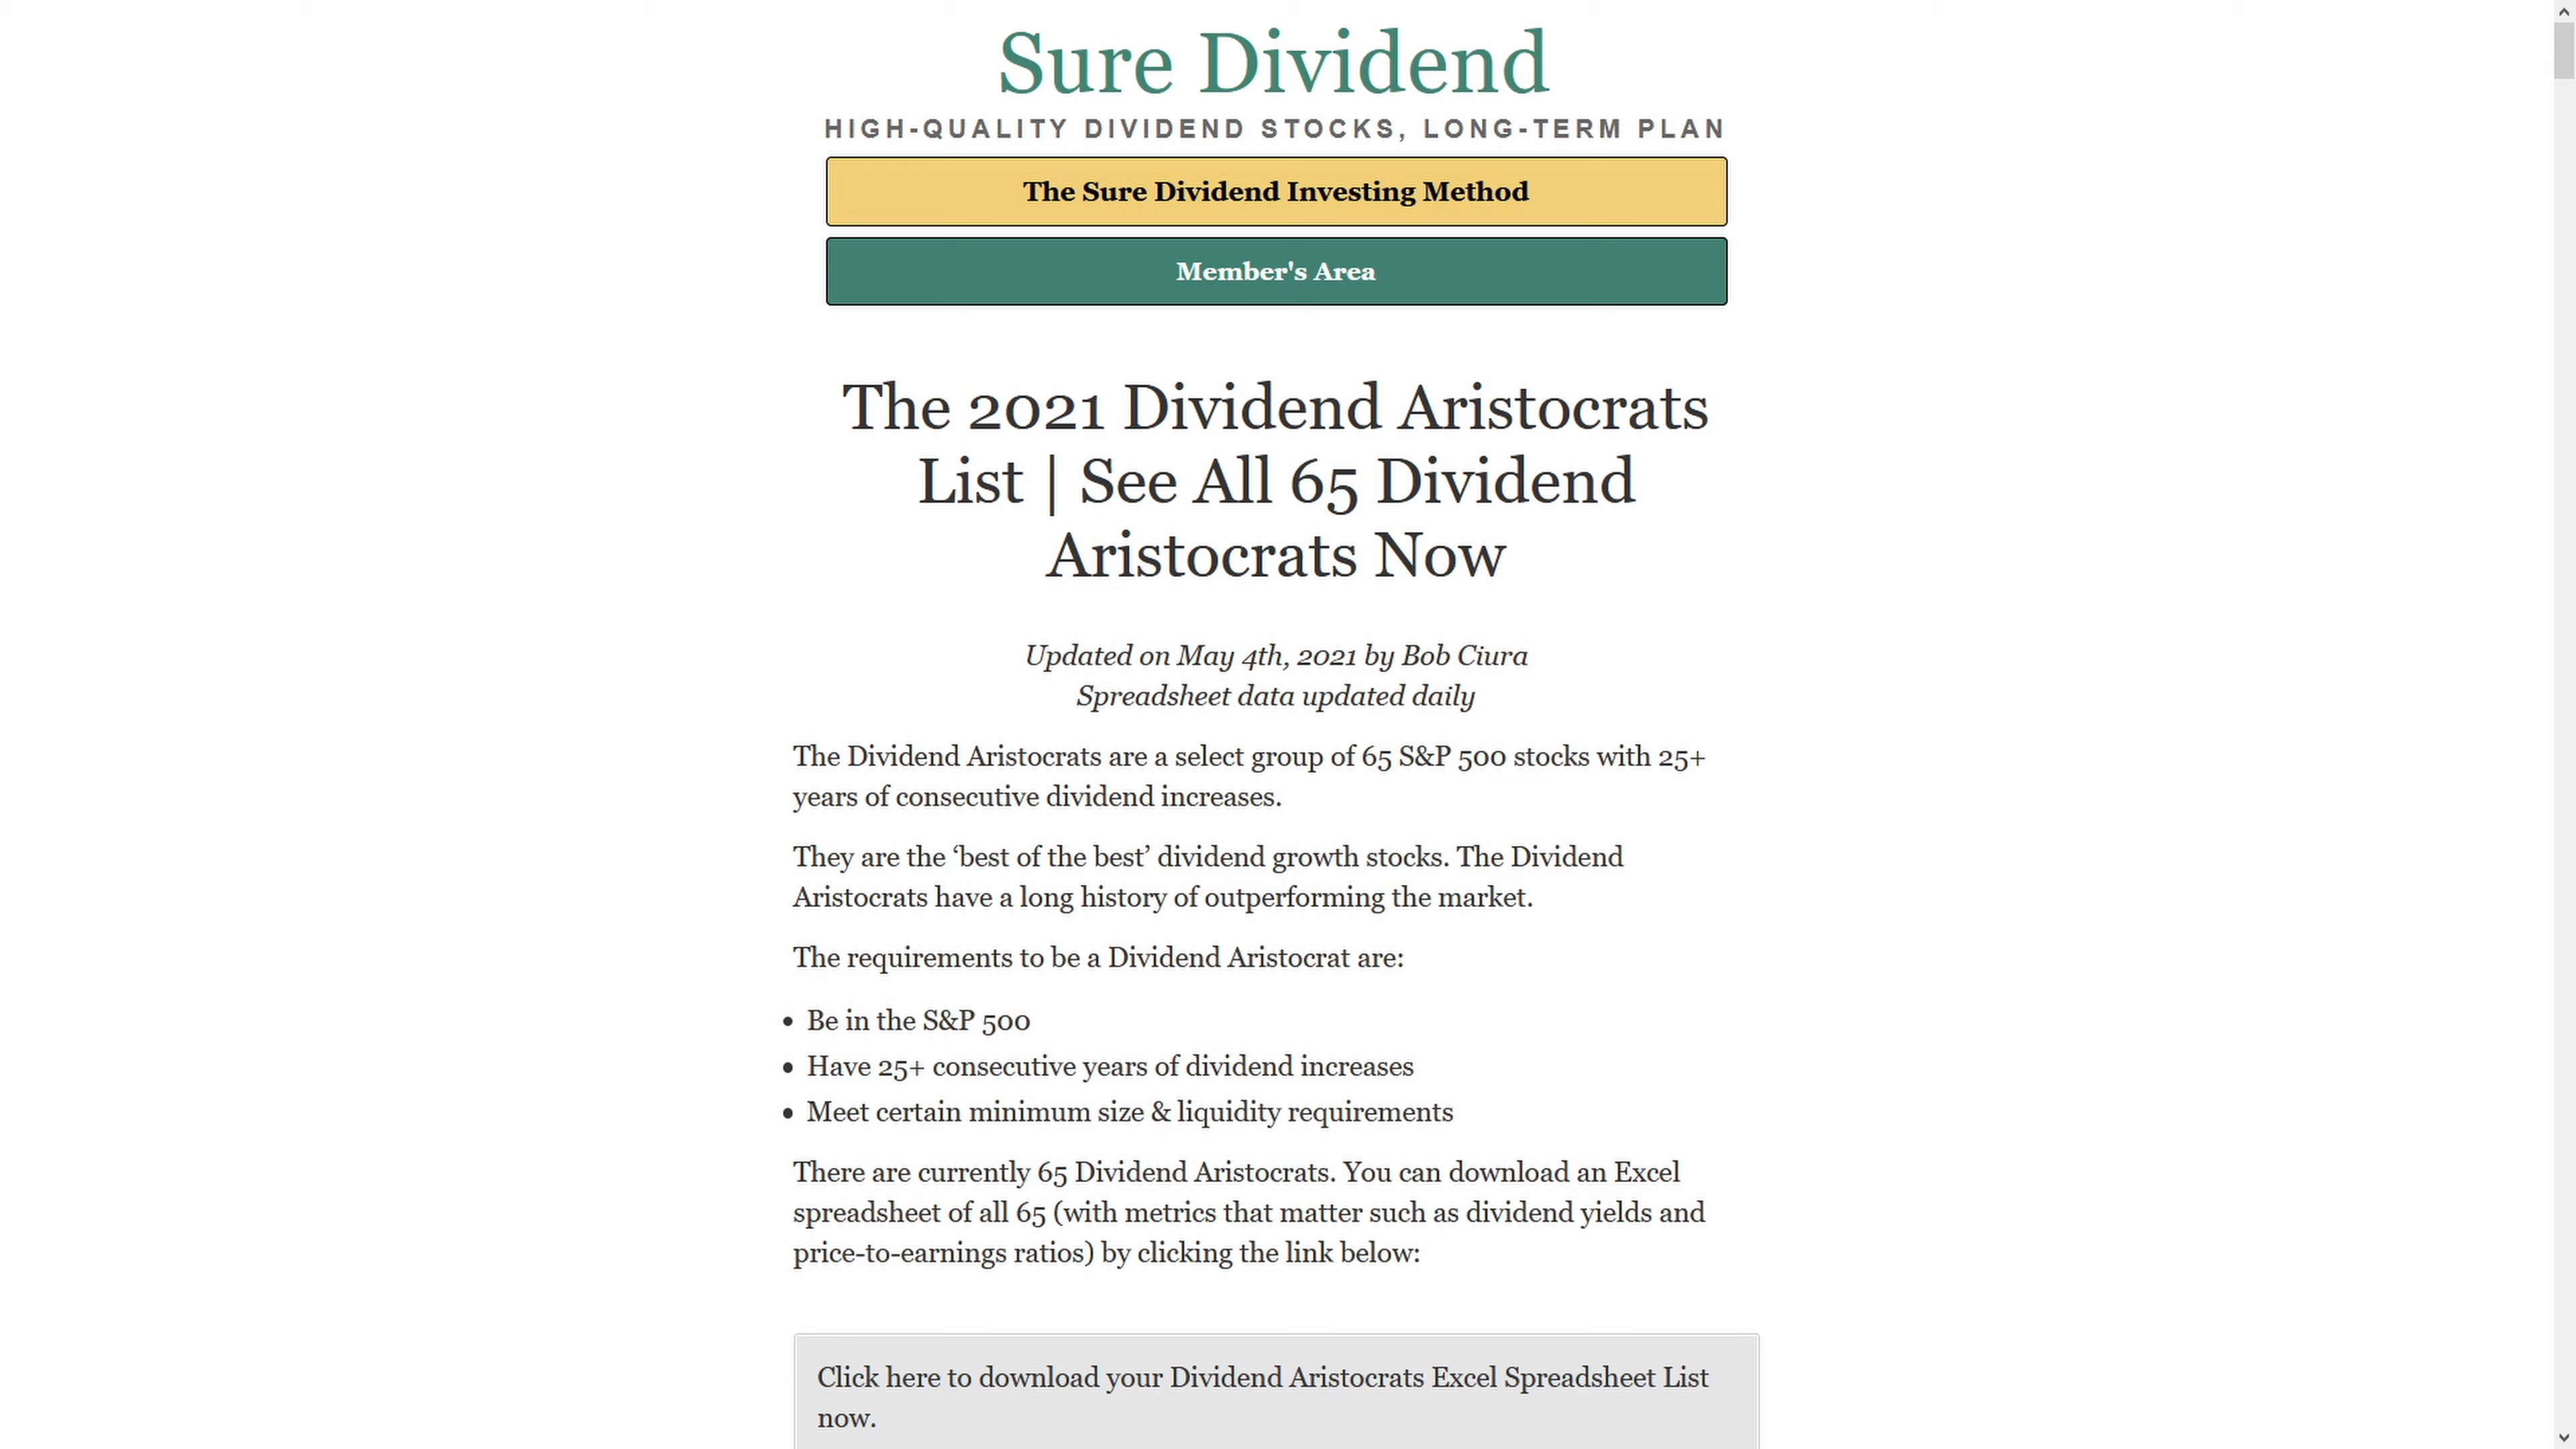 Sure Dividend
HIGH-QUALITY DIVIDEND STOCKS, LONG-TERM PLAN
The Sure Dividend Investing Method
Member's Area
The 2021 Dividend Aristocrats
List | See All 65 Dividend
Aristocrats Now
Updated on May 4th, 2021 by Bob Ciura
Spreadsheet data updated daily
The Dividend Aristocrats are a select group of 65 S&P 500 stocks with 25+
years of consecutive dividend increases.
They are the ‘best of the best’ dividend growth stocks. The Dividend
Aristocrats have a long history of outperforming the market.
The requirements to be a Dividend Aristocrat are:
• Be in the S&P 500
• Have 25+ consecutive years of dividend increases
• Meet certain minimum size & liquidity requirements
There are currently 65 Dividend Aristocrats. You can download an Excel
spreadsheet of all 65 (with metrics that matter such as dividend yields and
price-to-earnings ratios) by clicking the link below:
Click here to download your Dividend Aristocrats Excel Spreadsheet List
now.